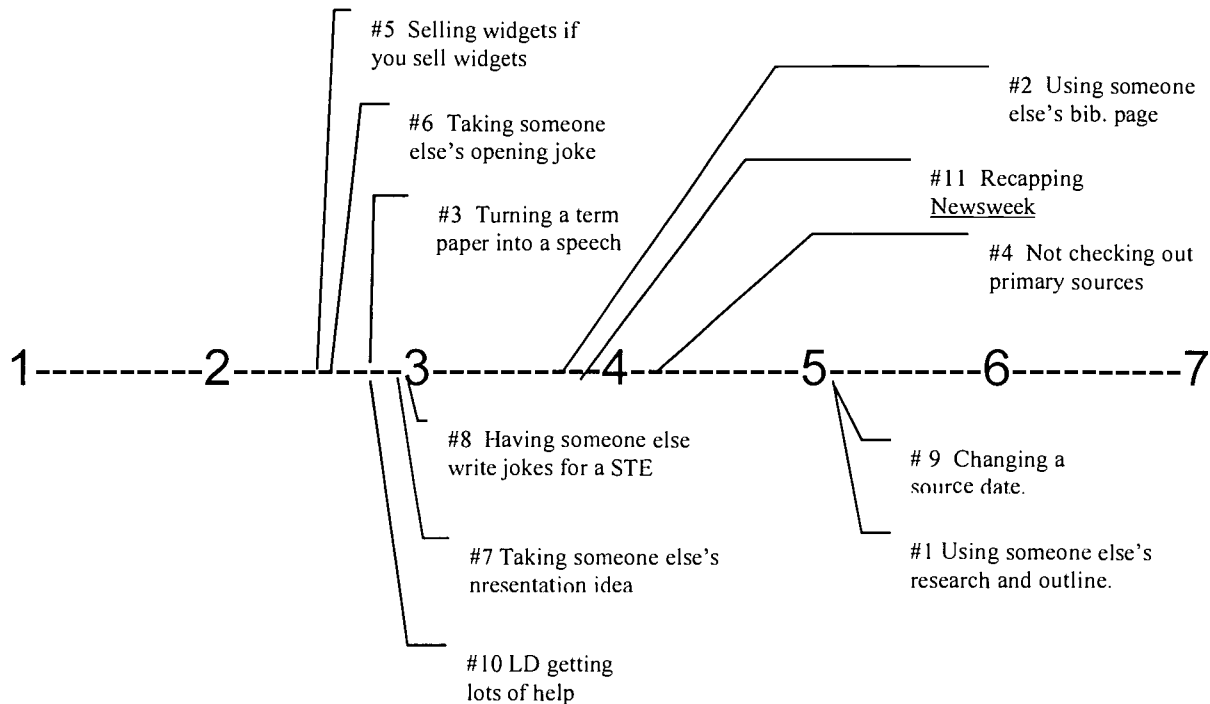 #5 Selling widgets if
you sell widgets
#6 Taking someone
else's opening joke
#3 Turning a term
paper into a speech
#2 Using someone
else's bib. page
#11 Recapping
Newsweek
#4 Not checking out
primary sources
1 2 3 4 5 6 7
#8 Having someone else
write jokes for a STE
#7 Taking someone else's
presentation idea
#10 LD getting
lots of help
# 9 Changing a
source date.
#1 Using someone else's
research and outline.